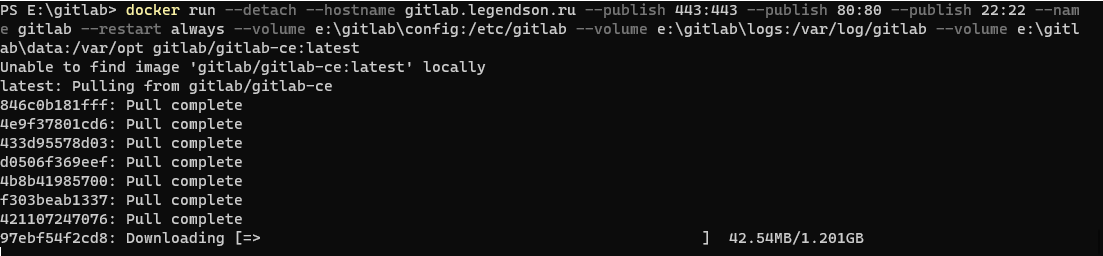 PS E:\gitlab> docker run --detach --hostname gitlab.legendson.ru --publish 443:443 --publish 80:80 --publish 22:22 --nam
e gitlab --restart always --volume e:\gitlab\config:/etc/gitlab --volume e:\gitlab\logs:/var/log/gitlab --volume e:\gitl
ab\data:/var/opt gitlab/gitlab-ce:latest
Unable to find image 'gitlab/gitlab-ce:latest' locally
latest: Pulling from gitlab/gitlab-ce
846c0b181fff: Pull complete
4e9f37801cd6: Pull complete
433d95578d03: Pull complete
d0506f369eef: Pull complete
4b8b41985700: Pull complete
f303beab1337: Pull complete
421107247076: Pull complete
97ebf54f2cd8: Downloading [=>                                                 ]  42.54MB/1.201GB